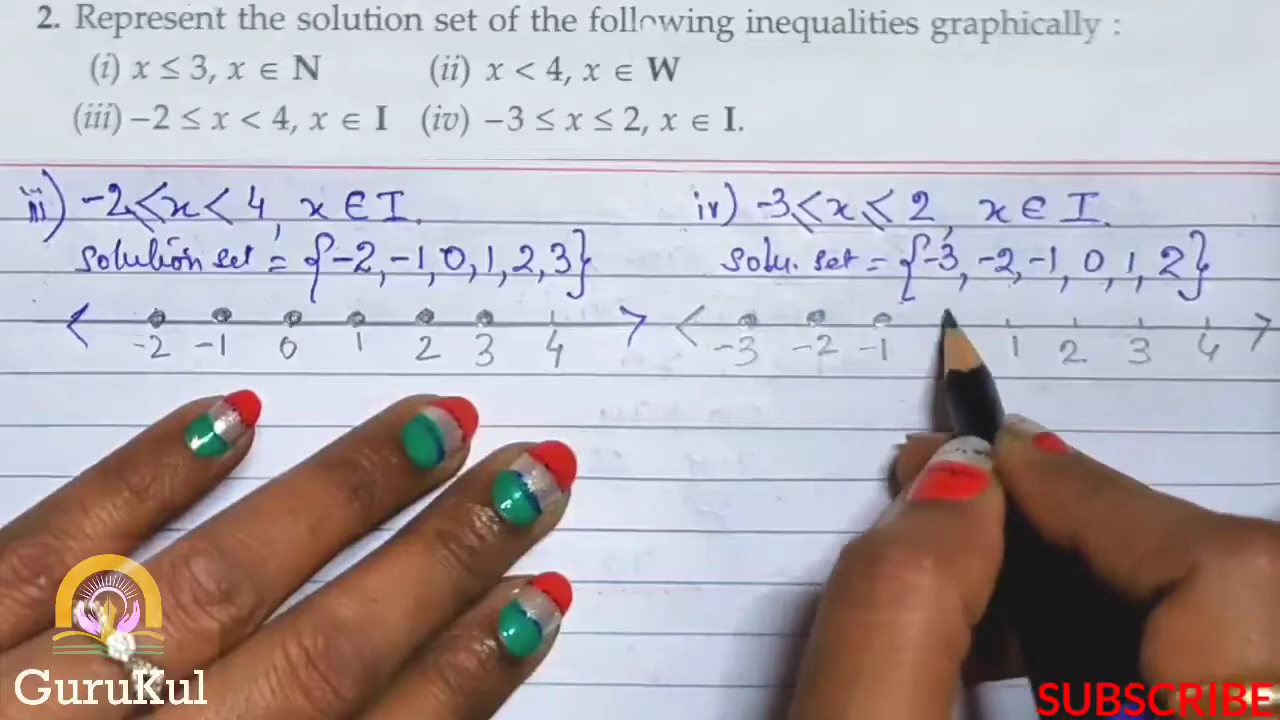 2. Represent the solution set of the following inequalities graphically :
(i) x ≤ 3, x ∈ N (ii) x < 4, x ∈ W
(iii) −2 ≤ x < 4, x ∈ I (iv) −3 ≤ x ≤ 2, x ∈ I.
iii) -2 ≤ x < 4, x ∈ I.
solution set = {-2, -1, 0, 1, 2, 3}
-2 -1 0 1 2 3 4
iv) -3 ≤ x ≤ 2, x ∈ I.
solu. set = {-3, -2, -1, 0, 1, 2}
-3 -2 -1 1 2 3 4
GuruKul
SUBSCRIBE